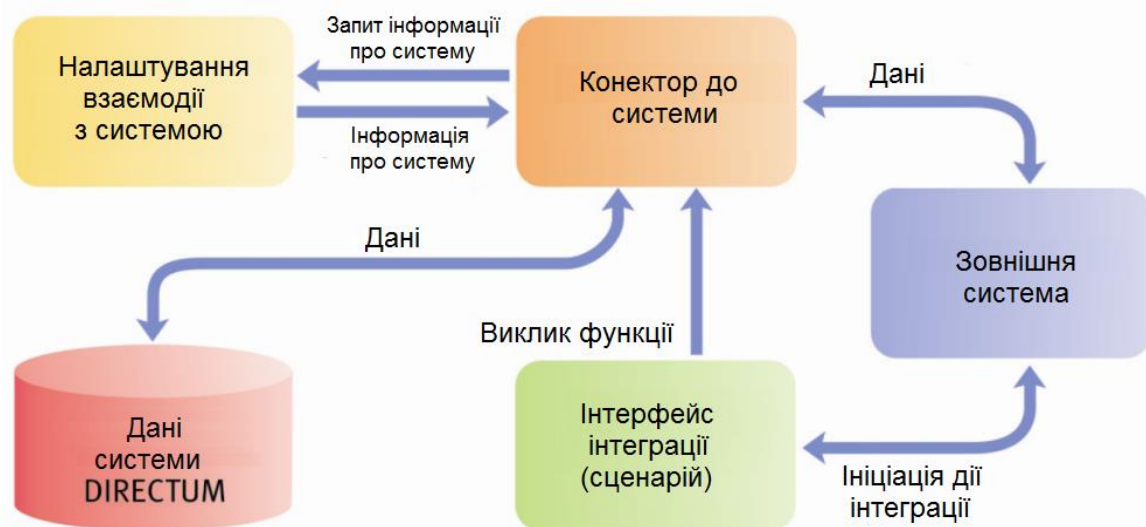 Запит інформації
про систему
Налаштування
взаємодії
з системою
Конектор до
системи
Дані
Інформація
про систему
Дані
Зовнішня
система
Виклик функції
Дані
системи
DIRECTUM
Інтерфейс
інтеграції
(сценарій)
Ініціація дії
інтеграції